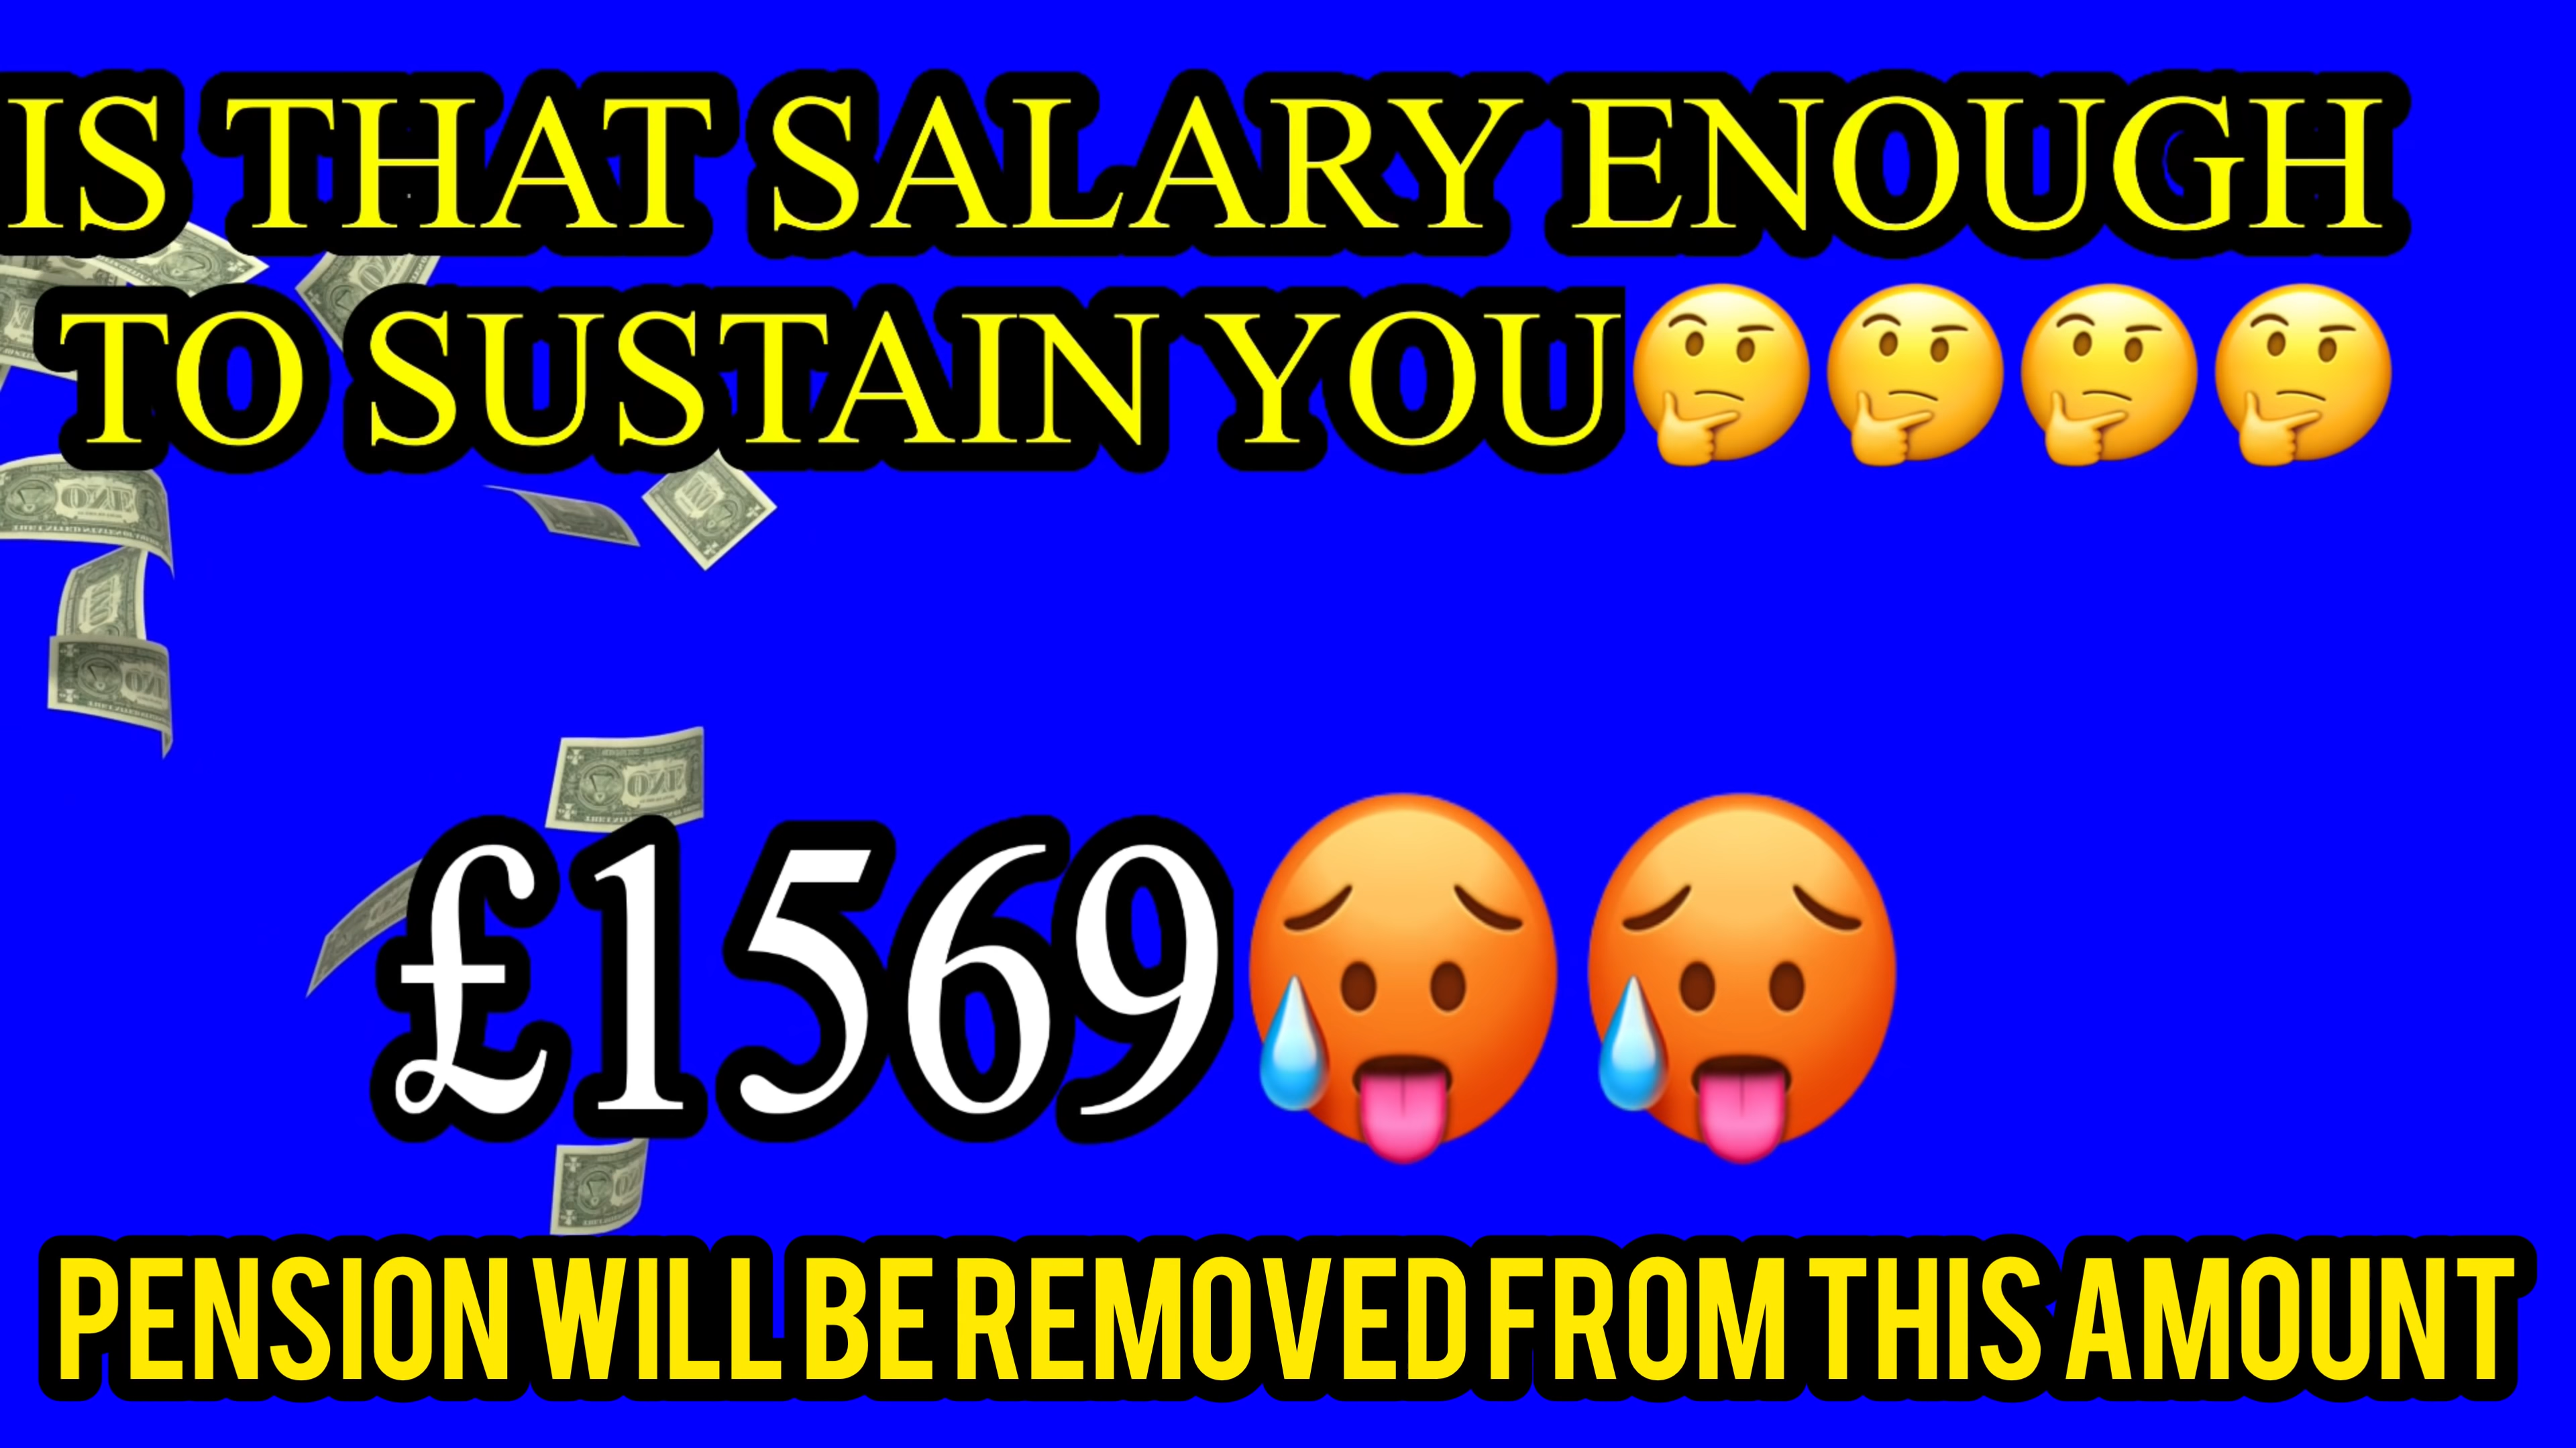 IS THAT SALARY ENOUGH
TO SUSTAIN YOU🤔🤔🤔🤔
£1569🥵🥵
PENSION WILL BE REMOVED FROM THIS AMOUNT